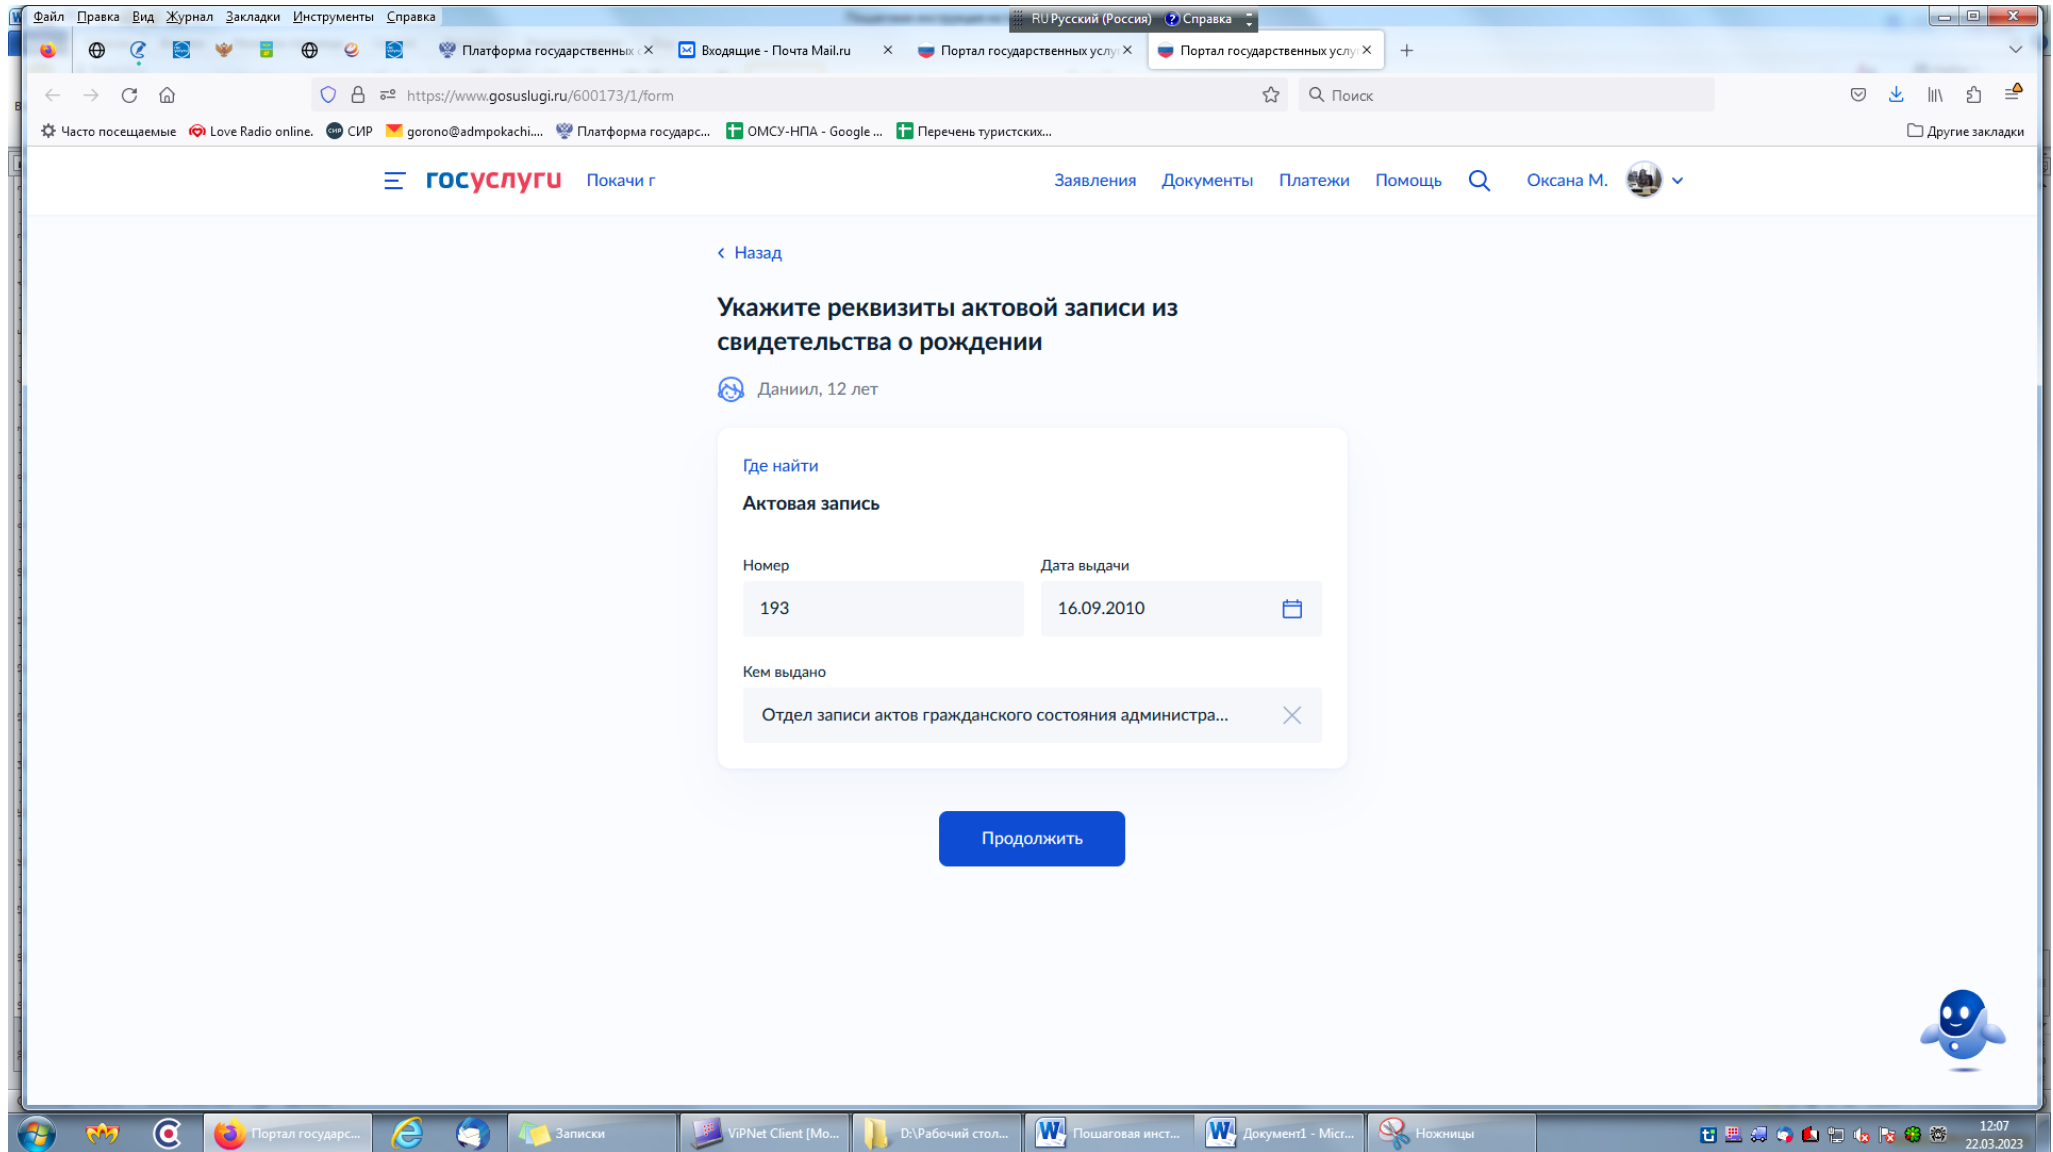 Файл Правка Вид Журнал Закладки Инструменты Справка
RU Русский (Россия) ? Справка
Платформа государственных с
Входящие - Почта Mail.ru
Портал государственных услу
Портал государственных услу
https://www.gosuslugi.ru/600173/1/form
Поиск
Часто посещаемые Love Radio online. СИР gorono@admpokachi.... Платформа государс... ОМСУ-НПА - Google ... Перечень туристских... Другие закладки
госуслуги Покачи г Заявления Документы Платежи Помощь Оксана М.
Назад
Укажите реквизиты актовой записи из
свидетельства о рождении
Даниил, 12 лет
Где найти
Актовая запись
Номер Дата выдачи
193 16.09.2010
Кем выдано
Отдел записи актов гражданского состояния администра...
Продолжить
Портал государс... Записки ViPNet Client [Mo... D:\Рабочий стол... Пошаговая инст... Документ1 - Micr... Ножницы
12:07
22.03.2023